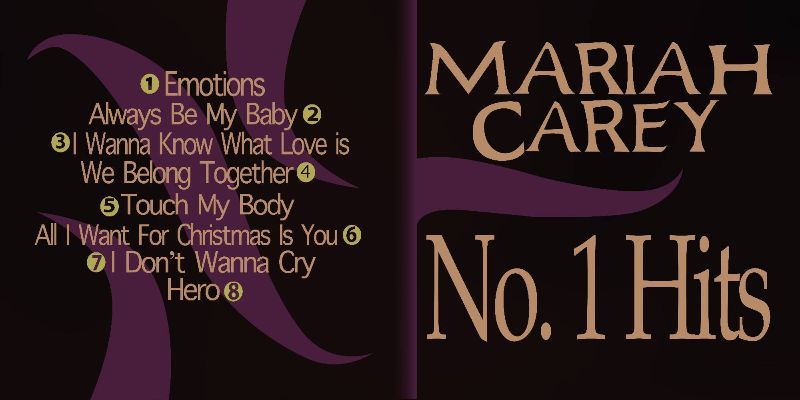 1 Emotions
Always Be My Baby 2
3 I Wanna Know What Love is
We Belong Together 4
5 Touch My Body
All I Want For Christmas Is You 6
7 I Don't Wanna Cry
Hero 8
MARIAH
CAREY
No. 1 Hits